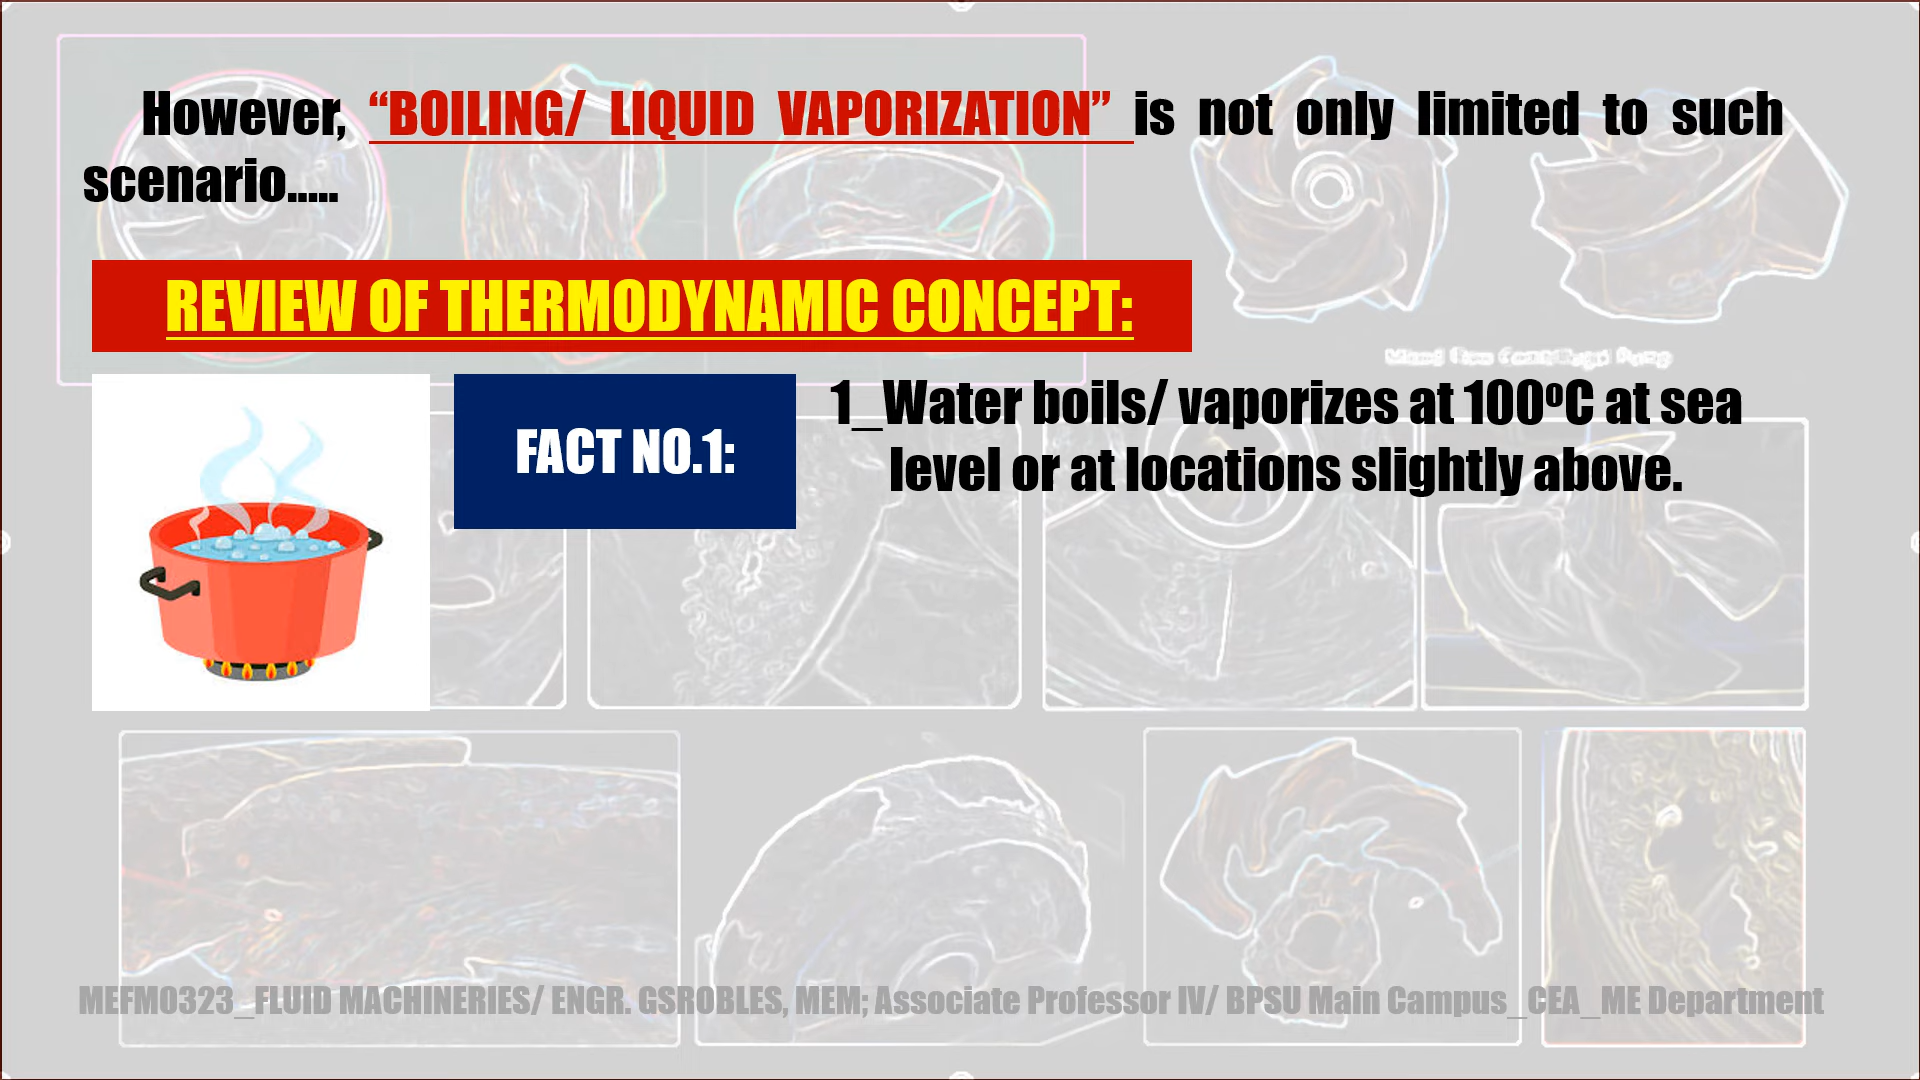 However, “BOILING/ LIQUID VAPORIZATION” is not only limited to such
scenario.....
REVIEW OF THERMODYNAMIC CONCEPT:
FACT NO.1:
1_Water boils/ vaporizes at 100ºC at sea
level or at locations slightly above.
MEFM0323_FLUID MACHINERIES/ ENGR. GSROBLES, MEM; Associate Professor IV/ BPSU Main Campus_CEA_ME Department